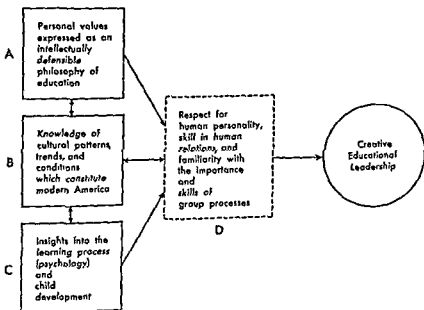 A
Personal values
expressed as an
intellectually
defensible
philosophy of
education
B
Knowledge of
cultural patterns,
trends, and
conditions
which constitute
modern America
C
Insights into the
learning process
(psychology)
and
child
development
Respect for
human personality,
skill in human
relations, and
familiarity with
the importance
and
skills of
group processes
D
Creative
Educational
Leadership